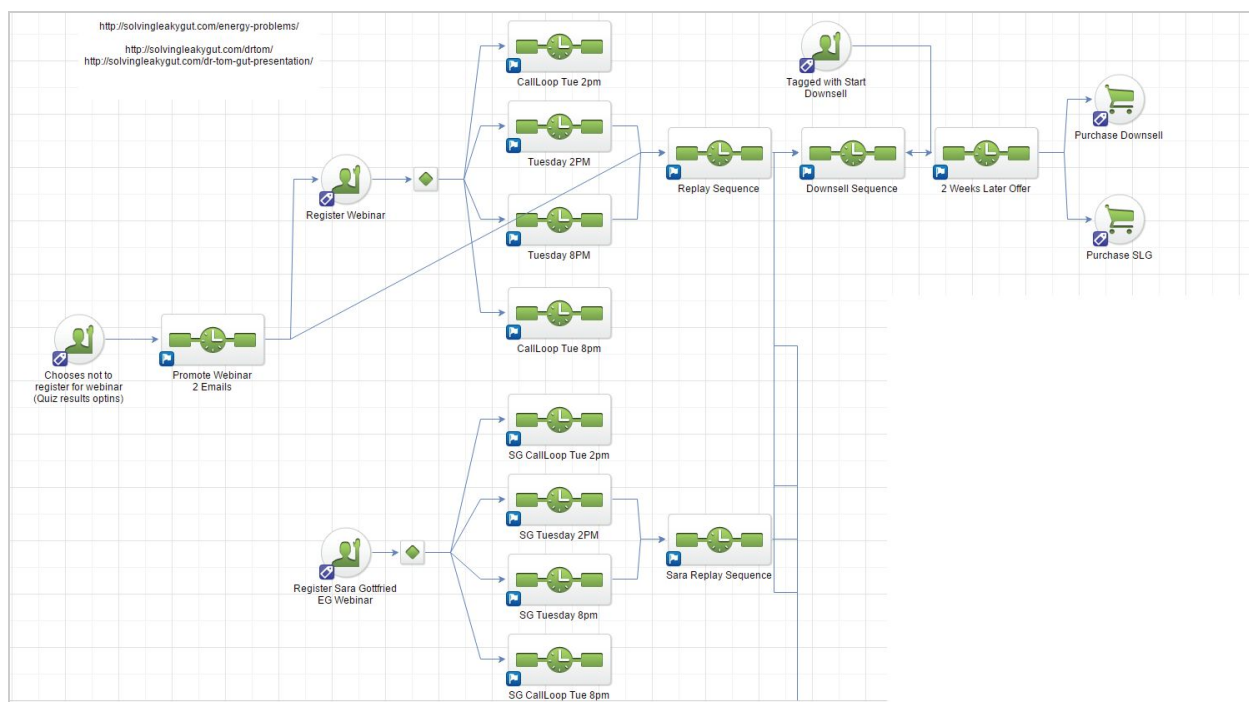 http://solvingleakygut.com/energy-problems/
http://solvingleakygut.com/drtom/
http://solvingleakygut.com/dr-tom-gut-presentation/
CallLoop Tue 2pm
Tagged with Start
Downsell
Purchase Downsell
Tuesday 2PM
Replay Sequence
Downsell Sequence
2 Weeks Later Offer
Register Webinar
Tuesday 8PM
Purchase SLG
CallLoop Tue 8pm
Chooses not to
register for webinar
(Quiz results optins)
Promote Webinar
2 Emails
SG CallLoop Tue 2pm
SG Tuesday 2PM
Sara Replay Sequence
Register Sara Gottfried
EG Webinar
SG Tuesday 8pm
SG CallLoop Tue 8pm